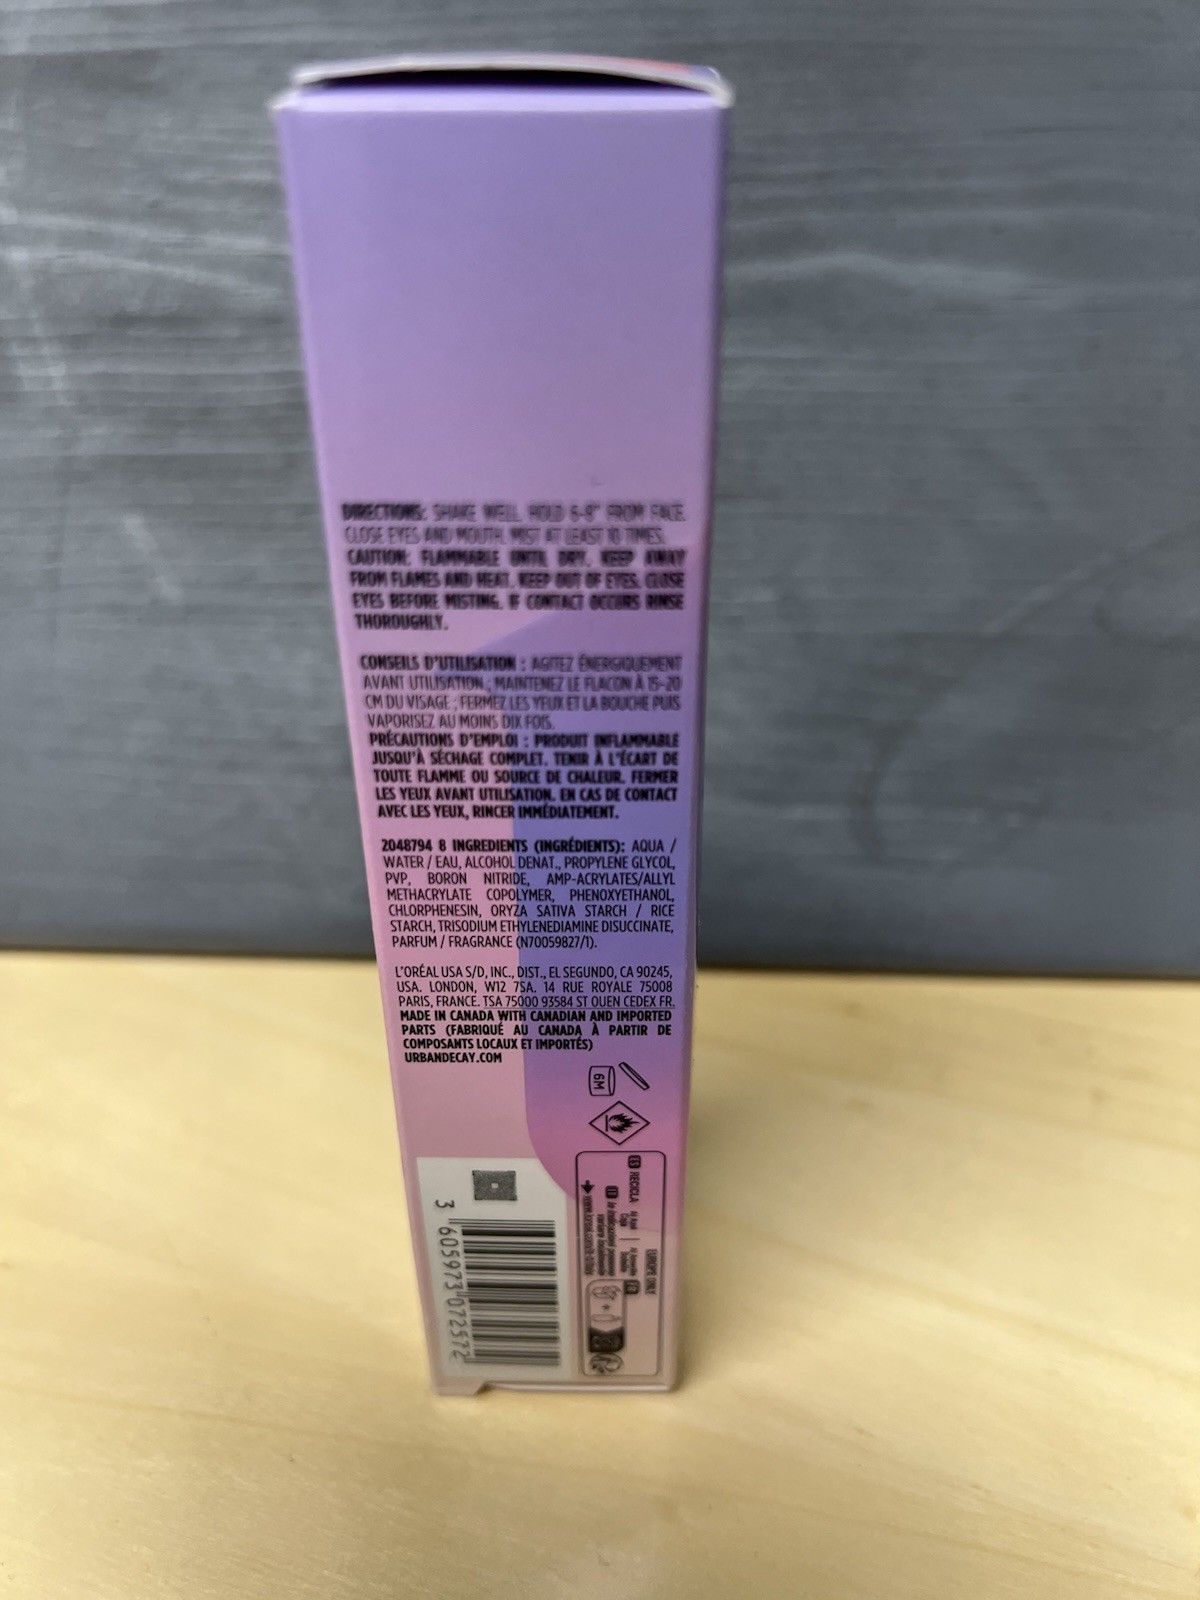 DIRECTIONS: SHAKE WELL. HOLD 6-8" FROM FACE.
CLOSE EYES AND MOUTH. MIST AT LEAST 10 TIMES.
CAUTION: FLAMMABLE UNTIL DRY. KEEP AWAY
FROM FLAMES AND HEAT. KEEP OUT OF EYES. CLOSE
EYES BEFORE MISTING. IF CONTACT OCCURS RINSE
THOROUGHLY.
CONSEILS D'UTILISATION : AGITEZ ÉNERGIQUEMENT
AVANT UTILISATION ; MAINTENEZ LE FLACON À 15-20
CM DU VISAGE ; FERMEZ LES YEUX ET LA BOUCHE PUIS
VAPORISEZ AU MOINS DIX FOIS.
PRÉCAUTIONS D'EMPLOI : PRODUIT INFLAMMABLE
JUSQU'À SÉCHAGE COMPLET. TENIR À L'ÉCART DE
TOUTE FLAMME OU SOURCE DE CHALEUR. FERMER
LES YEUX AVANT UTILISATION. EN CAS DE CONTACT
AVEC LES YEUX, RINCER IMMÉDIATEMENT.
2048794 8 INGREDIENTS (INGRÉDIENTS): AQUA /
WATER / EAU, ALCOHOL DENAT., PROPYLENE GLYCOL,
PVP, BORON NITRIDE, AMP-ACRYLATES/ALLYL
METHACRYLATE COPOLYMER, PHENOXYETHANOL,
CHLORPHENESIN, ORYZA SATIVA STARCH / RICE
STARCH, TRISODIUM ETHYLENEDIAMINE DISUCCINATE,
PARFUM / FRAGRANCE (N70059827/1).
L'ORÉAL USA S/D, INC., DIST., EL SEGUNDO, CA 90245,
USA. LONDON, W12 7SA. 14 RUE ROYALE 75008
PARIS, FRANCE. TSA 75000 93584 ST OUEN CEDEX FR.
MADE IN CANADA WITH CANADIAN AND IMPORTED
PARTS (FABRIQUÉ AU CANADA À PARTIR DE
COMPOSANTS LOCAUX ET IMPORTÉS)
URBANDECAY.COM
6M
EUROPE ONLY
ES RECICLA
FR
3 605973 072572